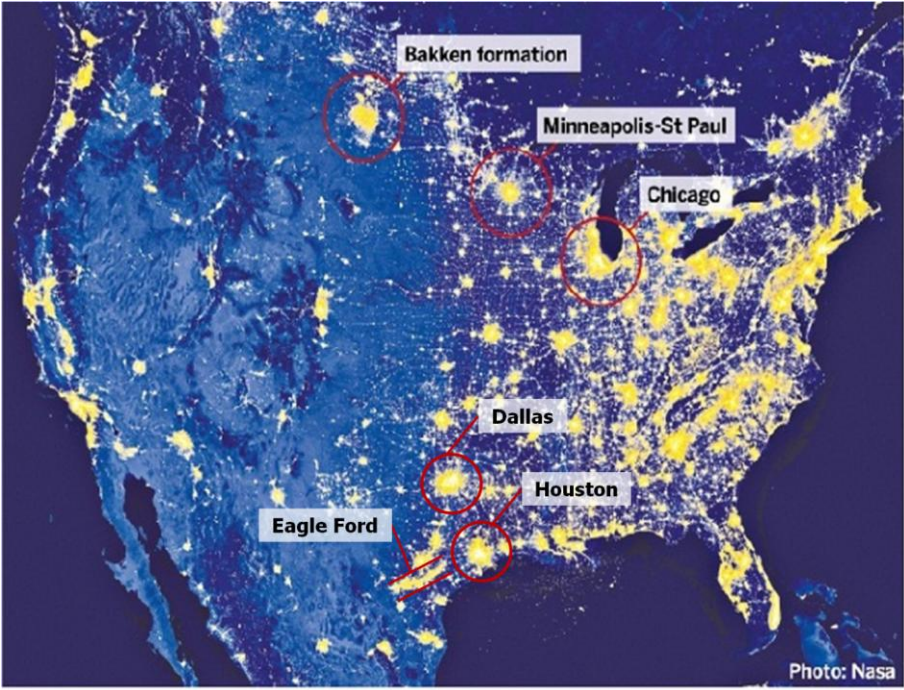 Bakken formation
Minneapolis-St Paul
Chicago
Dallas
Houston
Eagle Ford
Photo: Nasa